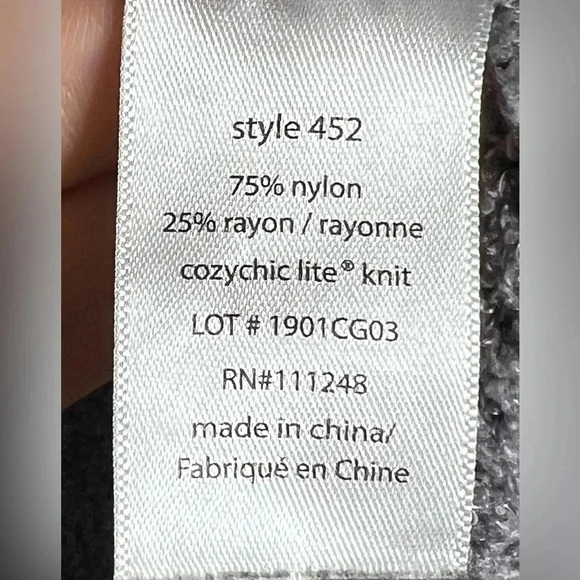 style 452
75% nylon
25% rayon / rayonne
cozychic lite® knit
LOT # 1901CG03
RN#111248
made in china/
Fabriqué en Chine